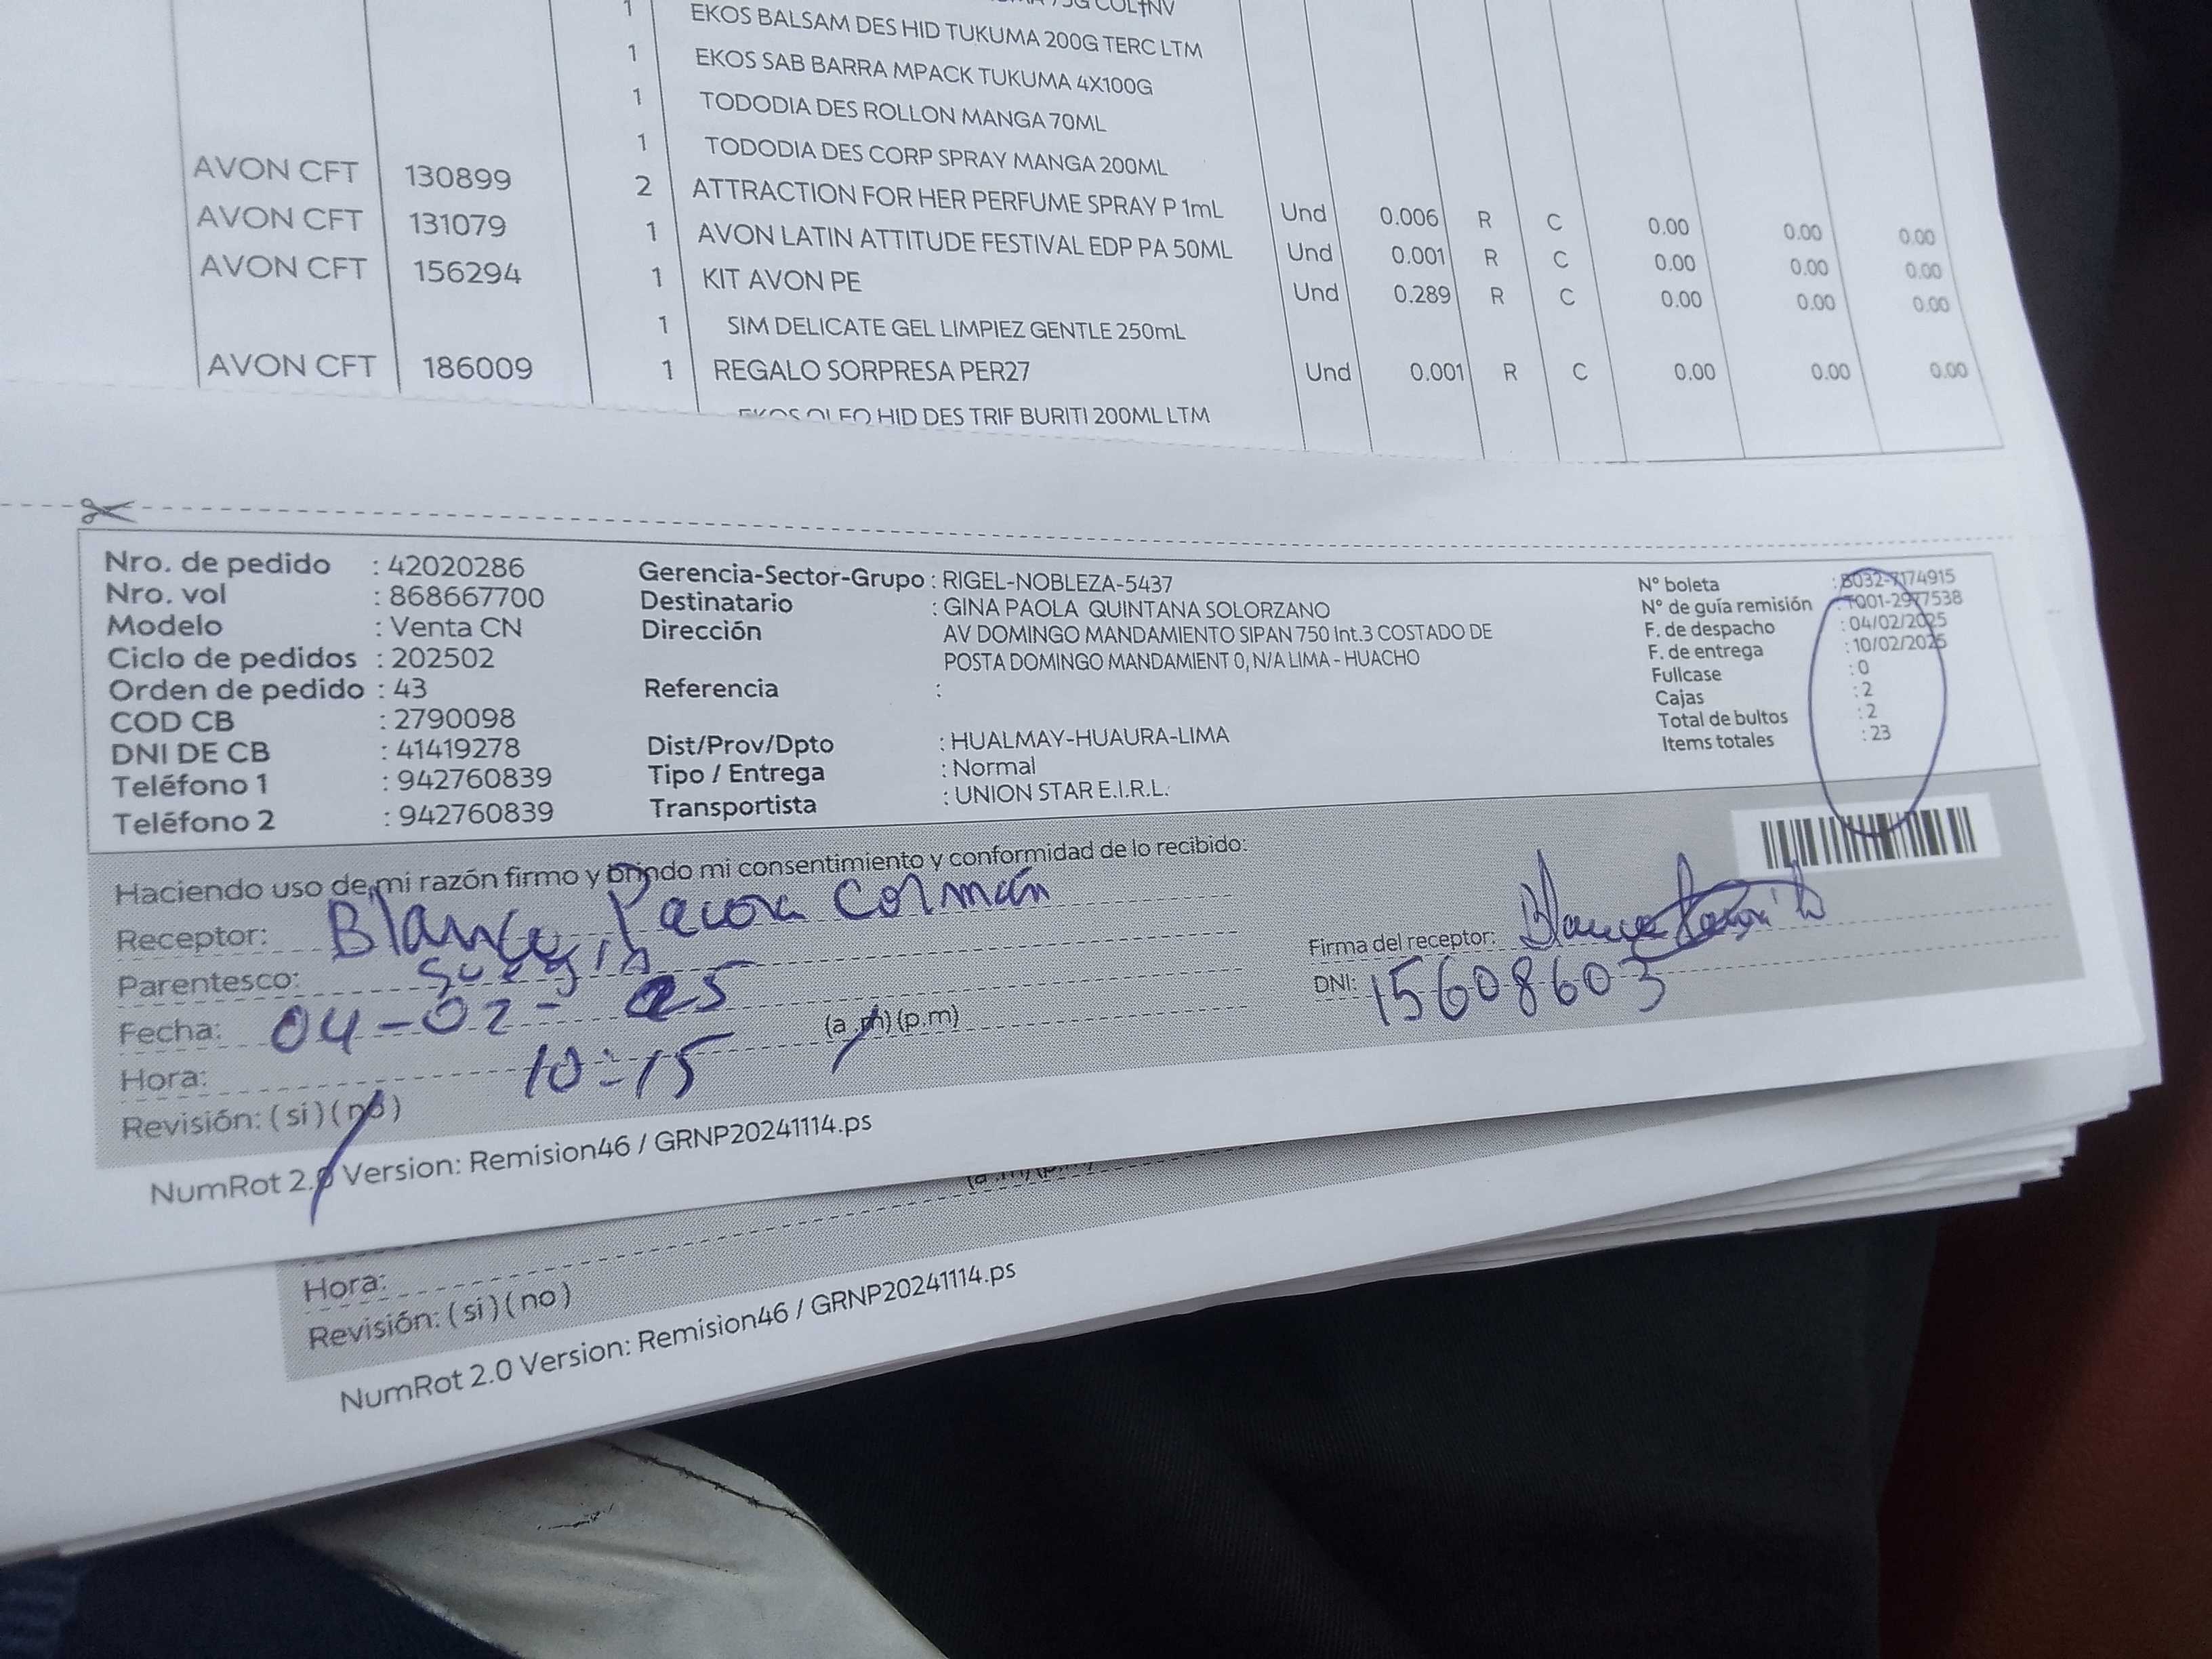 1 EKOS BALSAM DES HID TUKUMA 200G TERC LTM
1 EKOS SAB BARRA MPACK TUKUMA 4X100G
1 TODODIA DES ROLLON MANGA 70ML
1 TODODIA DES CORP SPRAY MANGA 200ML
AVON CFT 130899 2 ATTRACTION FOR HER PERFUME SPRAY P 1mL Und 0.006 R C 0.00 0.00 0.00
AVON CFT 131079 1 AVON LATIN ATTITUDE FESTIVAL EDP PA 50ML Und 0.001 R C 0.00 0.00 0.00
AVON CFT 156294 1 KIT AVON PE Und 0.289 R C 0.00 0.00 0.00
1 SIM DELICATE GEL LIMPIEZ GENTLE 250mL
AVON CFT 186009 1 REGALO SORPRESA PER27 Und 0.001 R C 0.00 0.00 0.00
EKOS OLEO HID DES TRIF BURITI 200ML LTM
Nro. de pedido : 42020286
Nro. vol : 868667700
Modelo : Venta CN
Ciclo de pedidos : 202502
Orden de pedido : 43
COD CB : 2790098
DNI DE CB : 41419278
Teléfono 1 : 942760839
Teléfono 2 : 942760839
Gerencia-Sector-Grupo : RIGEL-NOBLEZA-5437
Destinatario : GINA PAOLA QUINTANA SOLORZANO
Dirección AV DOMINGO MANDAMIENTO SIPAN 750 Int.3 COSTADO DE
POSTA DOMINGO MANDAMIENT 0, N/A LIMA - HUACHO
Referencia :
Dist/Prov/Dpto : HUALMAY-HUAURA-LIMA
Tipo / Entrega : Normal
Transportista : UNION STAR E.I.R.L.
N° boleta : B032-7174915
N° de guía remisión : T001-2977538
F. de despacho : 04/02/2025
F. de entrega : 10/02/2025
Fullcase : 0
Cajas : 2
Total de bultos : 2
Items totales : 23
Haciendo uso de mi razón firmo y brindo mi consentimiento y conformidad de lo recibido:
Receptor: Blanca Pacora Colmán
Parentesco: suegra
Fecha: 04-02-25
Hora: 10:15 (a.m) (p.m)
Revisión: (si) (no)
Firma del receptor: Blanca
DNI: 15608603
NumRot 2.0 Version: Remision46 / GRNP20241114.ps
(a.m) (p.m)
Hora:
Revisión: (si) (no)
NumRot 2.0 Version: Remision46 / GRNP20241114.ps